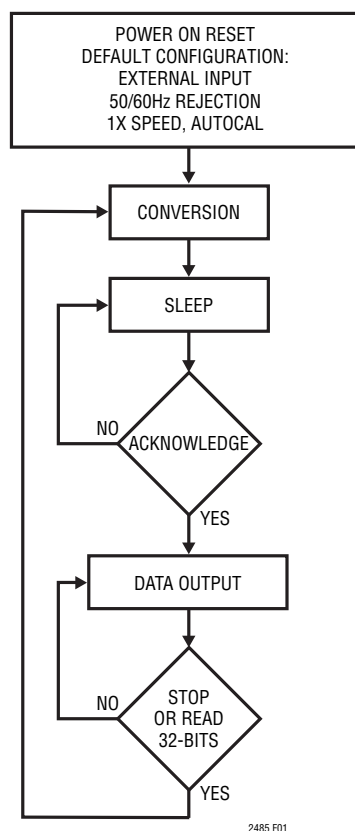 POWER ON RESET
DEFAULT CONFIGURATION:
EXTERNAL INPUT
50/60Hz REJECTION
1X SPEED, AUTOCAL
CONVERSION
SLEEP
NO
ACKNOWLEDGE
YES
DATA OUTPUT
NO
STOP
OR READ
32-BITS
YES
2485 F01